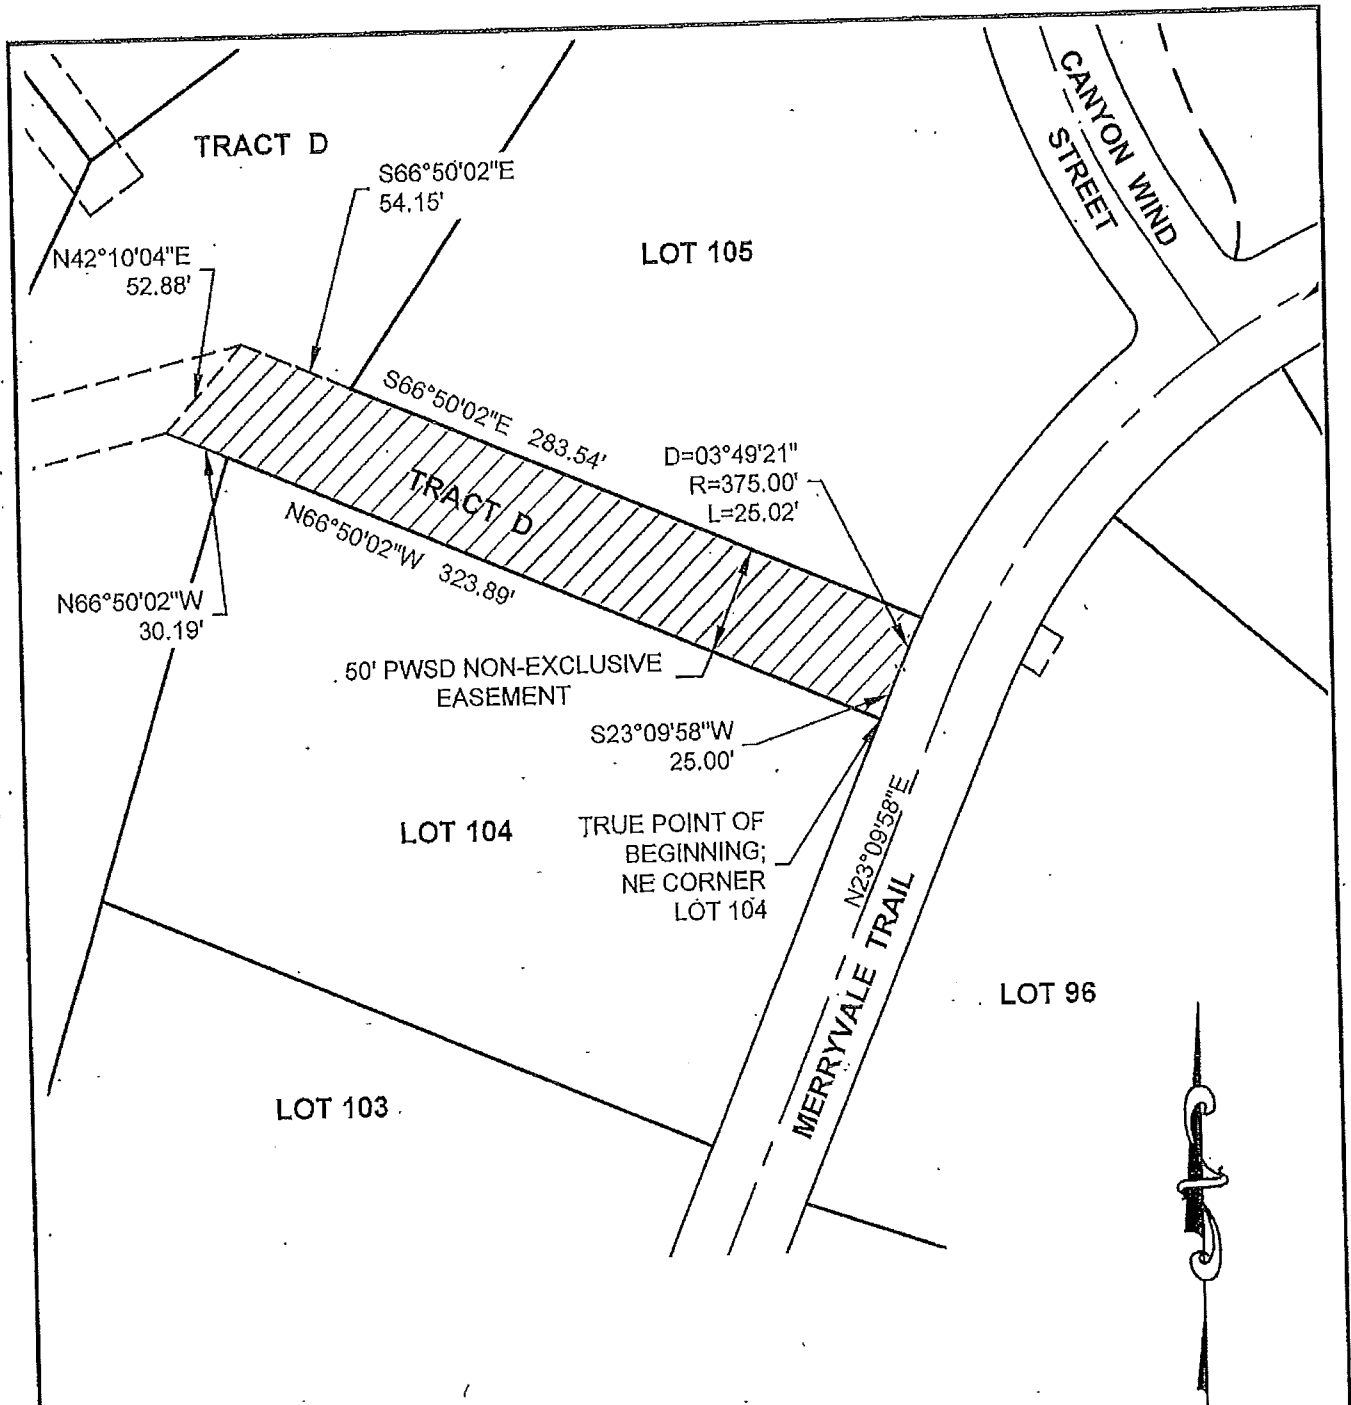 CANYON WIND
STREET
TRACT D
S66°50'02"E
54.15'
LOT 105
N42°10'04"E
52.88'
S66°50'02"E 283.54'
D=03°49'21"
R=375.00'
L=25.02'
TRACT D
N66°50'02"W 323.89'
N66°50'02"W
30.19'
50' PWSD NON-EXCLUSIVE
EASEMENT
S23°09'58"W
25.00'
LOT 104
TRUE POINT OF
BEGINNING;
NE CORNER
LOT 104
N23°09'58"E
MERRYVALE TRAIL
LOT 96
LOT 103